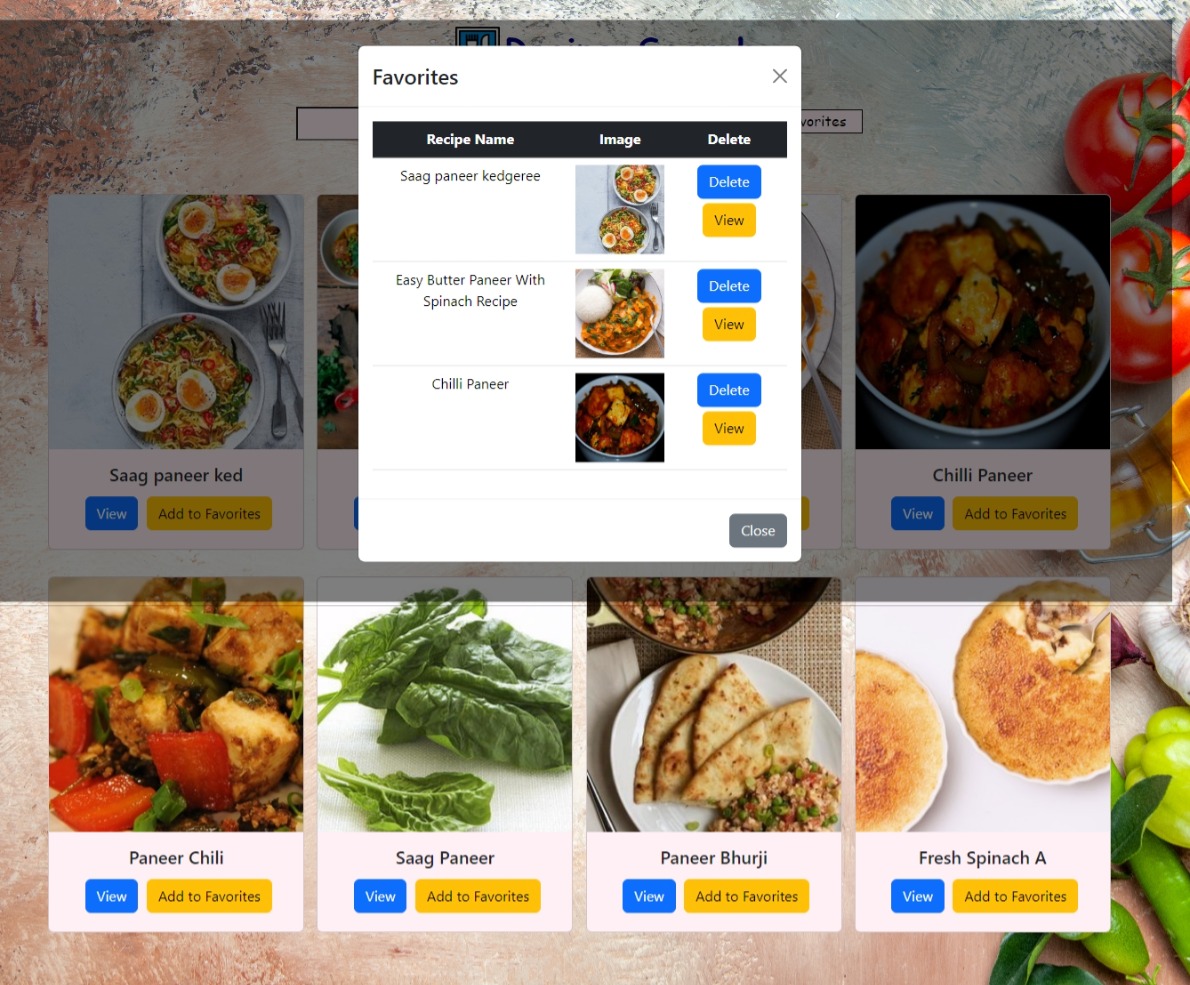 Favorites
vorites
Recipe Name Image Delete
Saag paneer kedgeree
Delete
View
Easy Butter Paneer With
Spinach Recipe
Delete
View
Chilli Paneer
Delete
View
Close
Saag paneer ked
View Add to Favorites
Chilli Paneer
View Add to Favorites
Paneer Chili
View Add to Favorites
Saag Paneer
View Add to Favorites
Paneer Bhurji
View Add to Favorites
Fresh Spinach A
View Add to Favorites